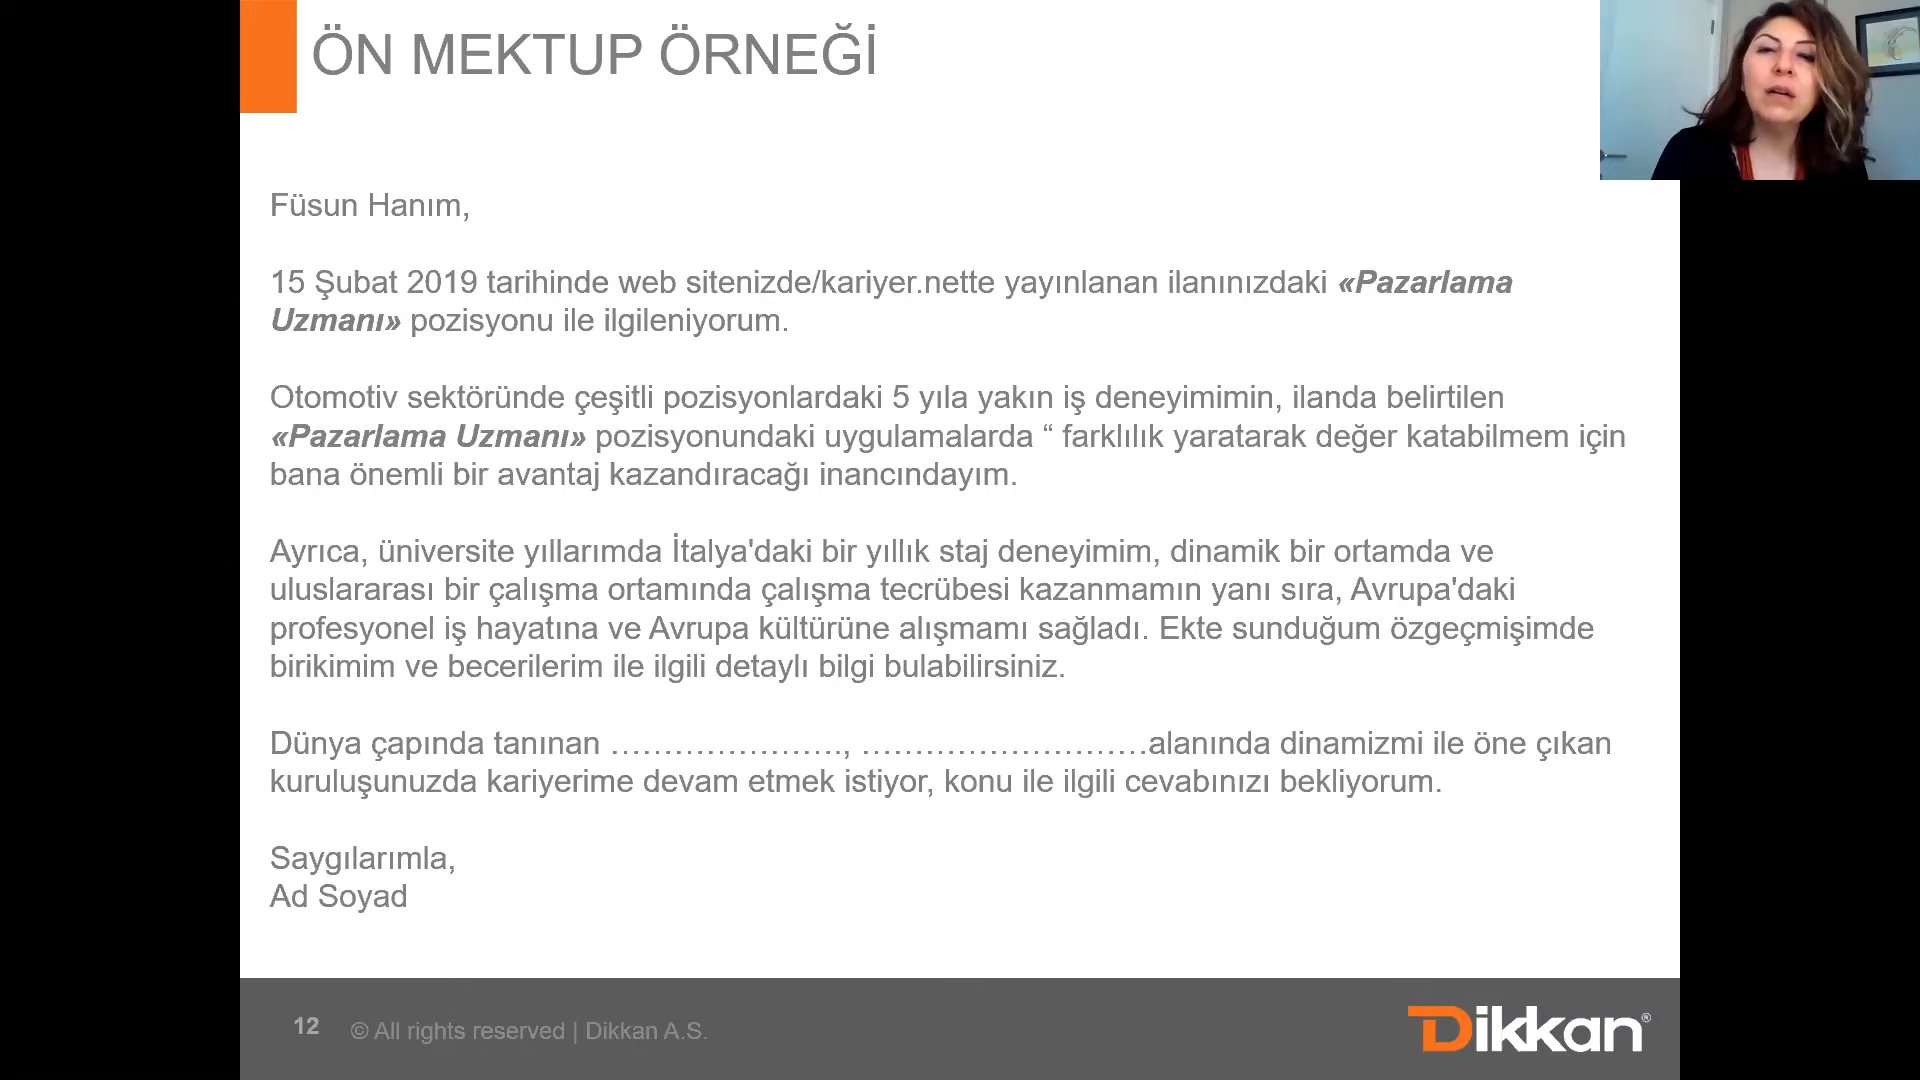 ÖN MEKTUP ÖRNEĞİ
Füsun Hanım,
15 Şubat 2019 tarihinde web sitenizde/kariyer.nette yayınlanan ilanınızdaki «Pazarlama
Uzmanı» pozisyonu ile ilgileniyorum.
Otomotiv sektöründe çeşitli pozisyonlardaki 5 yıla yakın iş deneyimimin, ilanda belirtilen
«Pazarlama Uzmanı» pozisyonundaki uygulamalarda “ farklılık yaratarak değer katabilmem için
bana önemli bir avantaj kazandıracağı inancındayım.
Ayrıca, üniversite yıllarımda İtalya'daki bir yıllık staj deneyimim, dinamik bir ortamda ve
uluslararası bir çalışma ortamında çalışma tecrübesi kazanmamın yanı sıra, Avrupa'daki
profesyonel iş hayatına ve Avrupa kültürüne alışmamı sağladı. Ekte sunduğum özgeçmişimde
birikimim ve becerilerim ile ilgili detaylı bilgi bulabilirsiniz.
Dünya çapında tanınan …………………., ………………………alanında dinamizmi ile öne çıkan
kuruluşunuzda kariyerime devam etmek istiyor, konu ile ilgili cevabınızı bekliyorum.
Saygılarımla,
Ad Soyad
12 © All rights reserved | Dikkan A.S.
Dikkan®